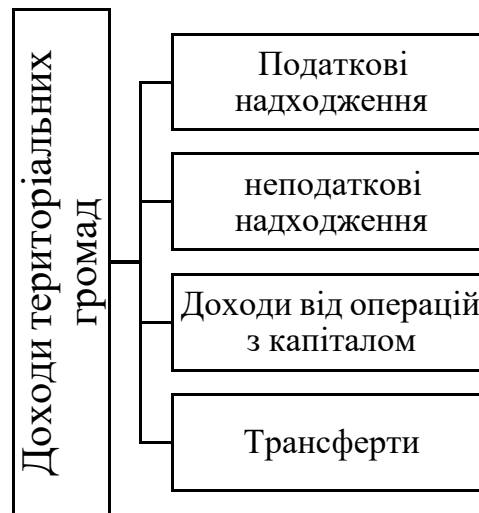 Доходи територіальних
громад
Податкові
надходження
неподаткові
надходження
Доходи від операцій
з капіталом
Трансферти